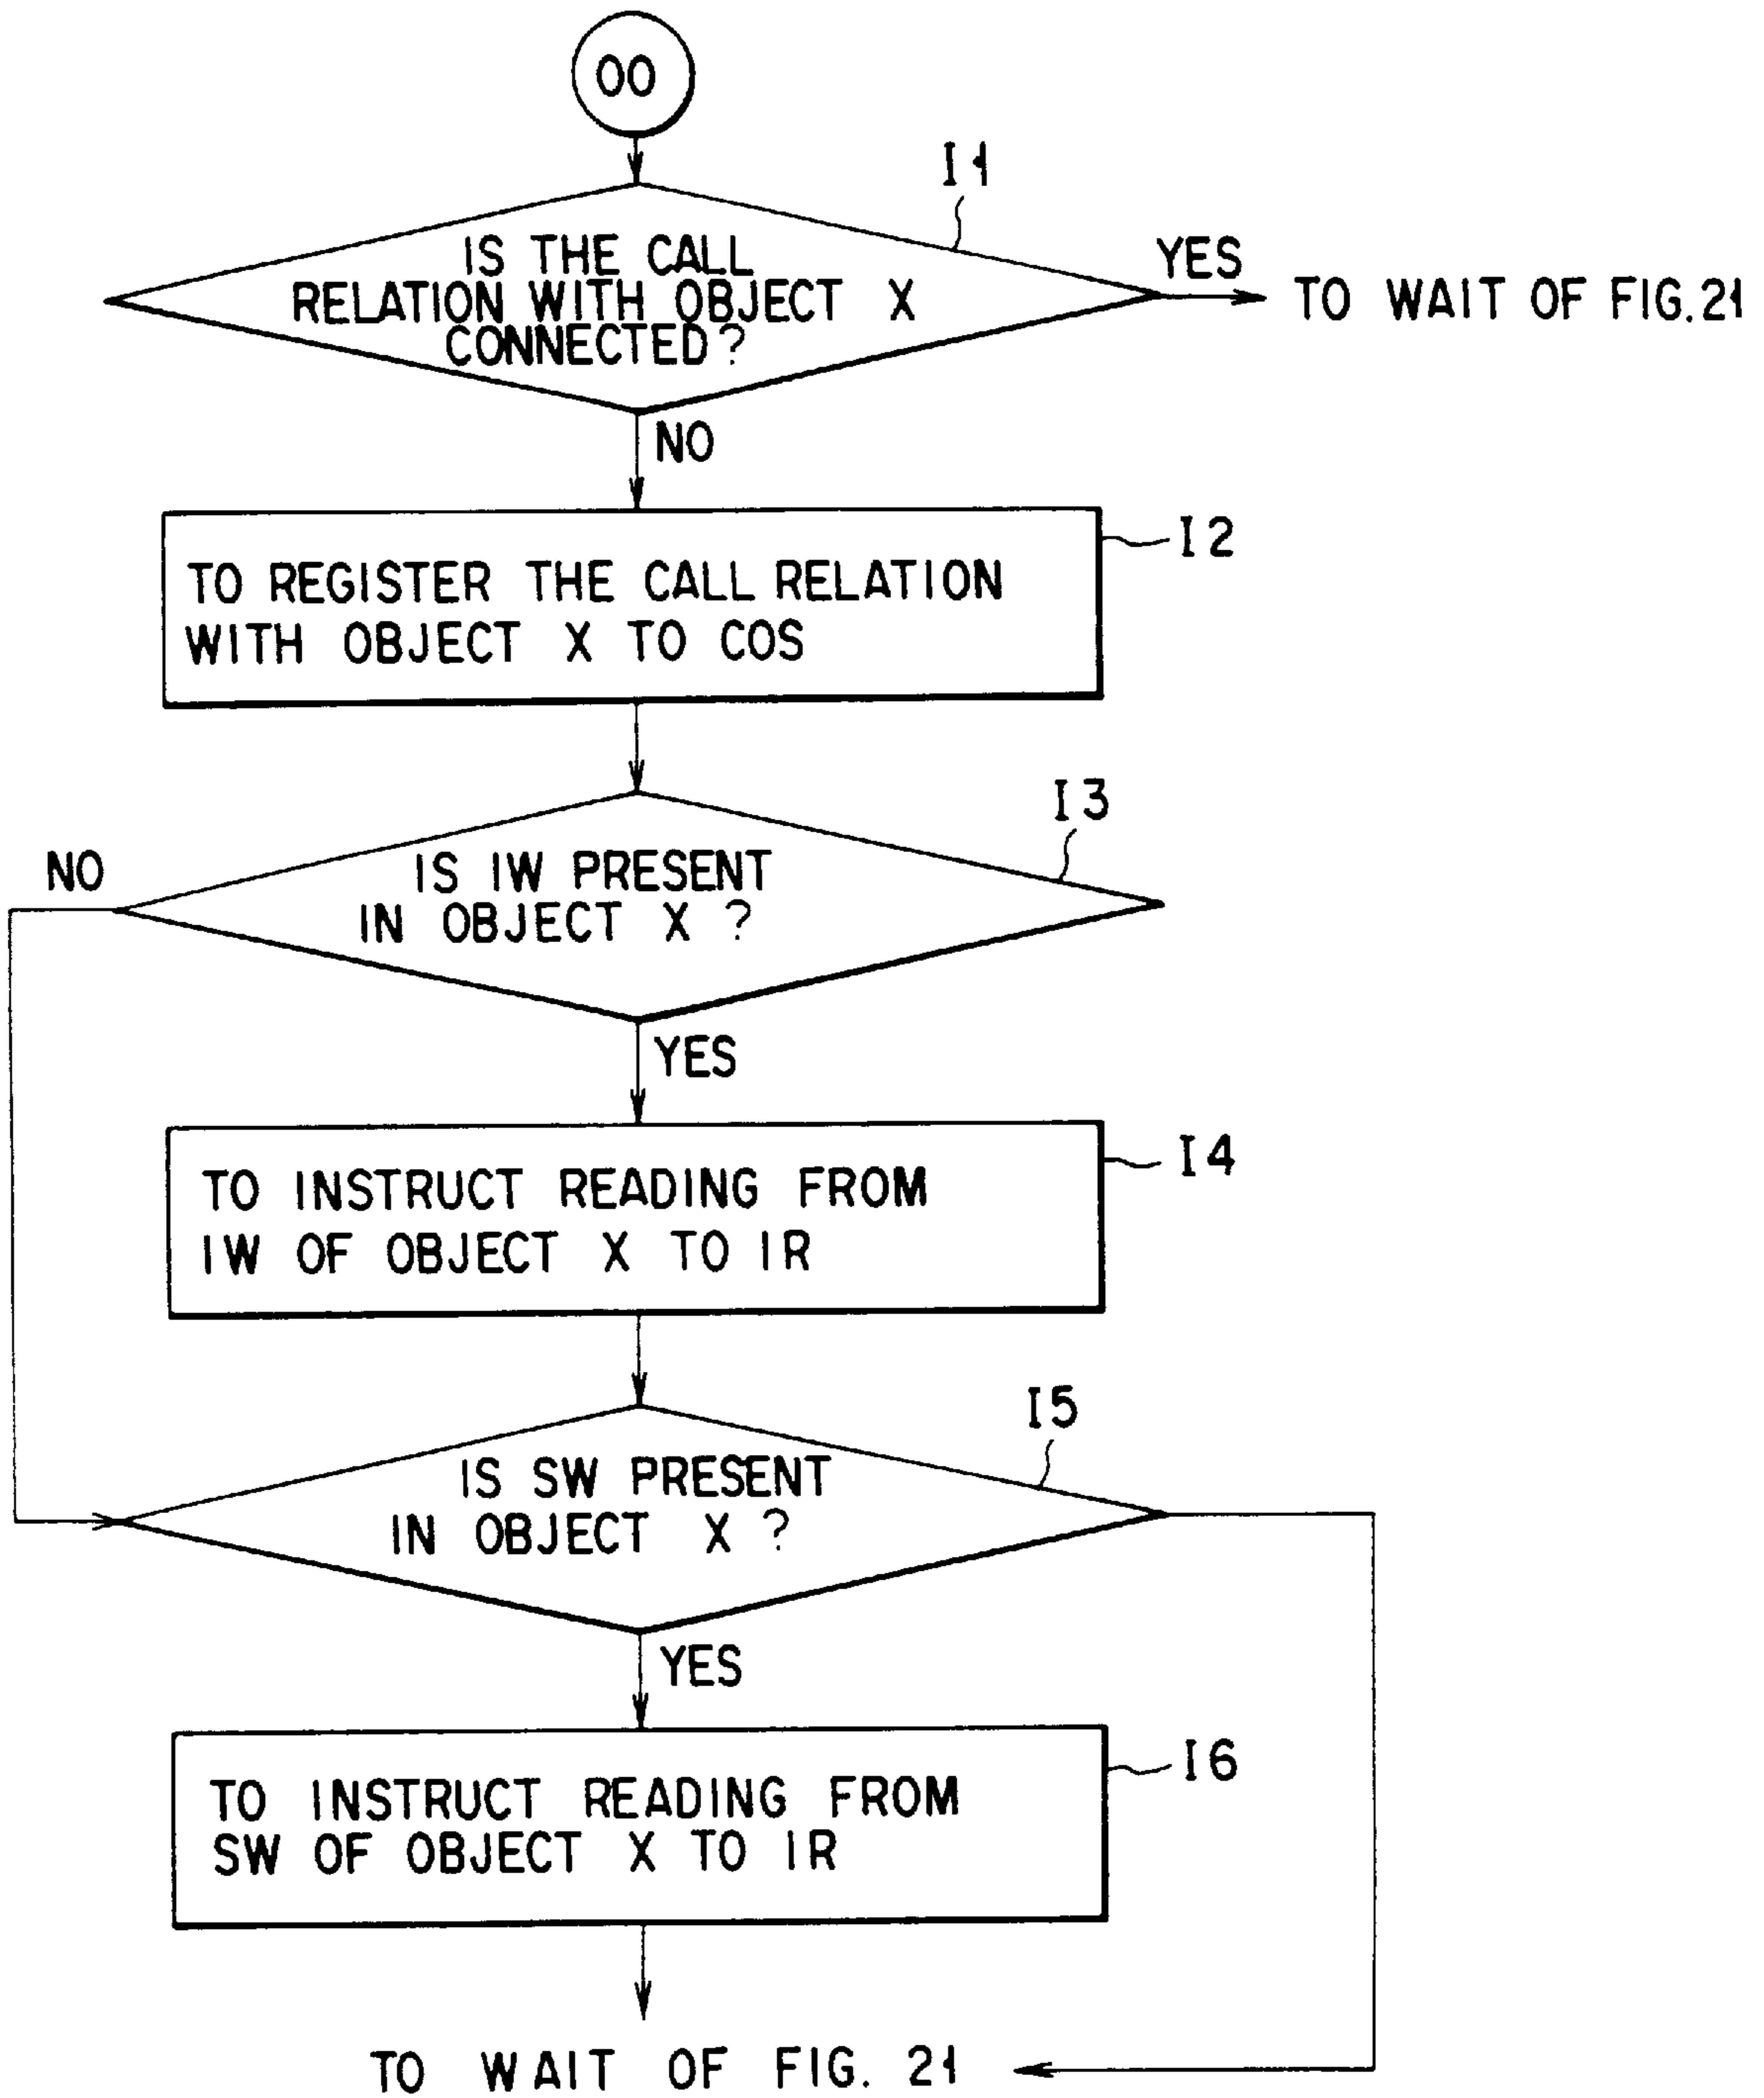 OO
I1
IS THE CALL
RELATION WITH OBJECT X
CONNECTED?
YES
TO WAIT OF FIG.21
NO
I2
TO REGISTER THE CALL RELATION
WITH OBJECT X TO COS
I3
NO
IS IW PRESENT
IN OBJECT X ?
YES
I4
TO INSTRUCT READING FROM
IW OF OBJECT X TO IR
I5
IS SW PRESENT
IN OBJECT X ?
YES
I6
TO INSTRUCT READING FROM
SW OF OBJECT X TO IR
TO WAIT OF FIG. 21